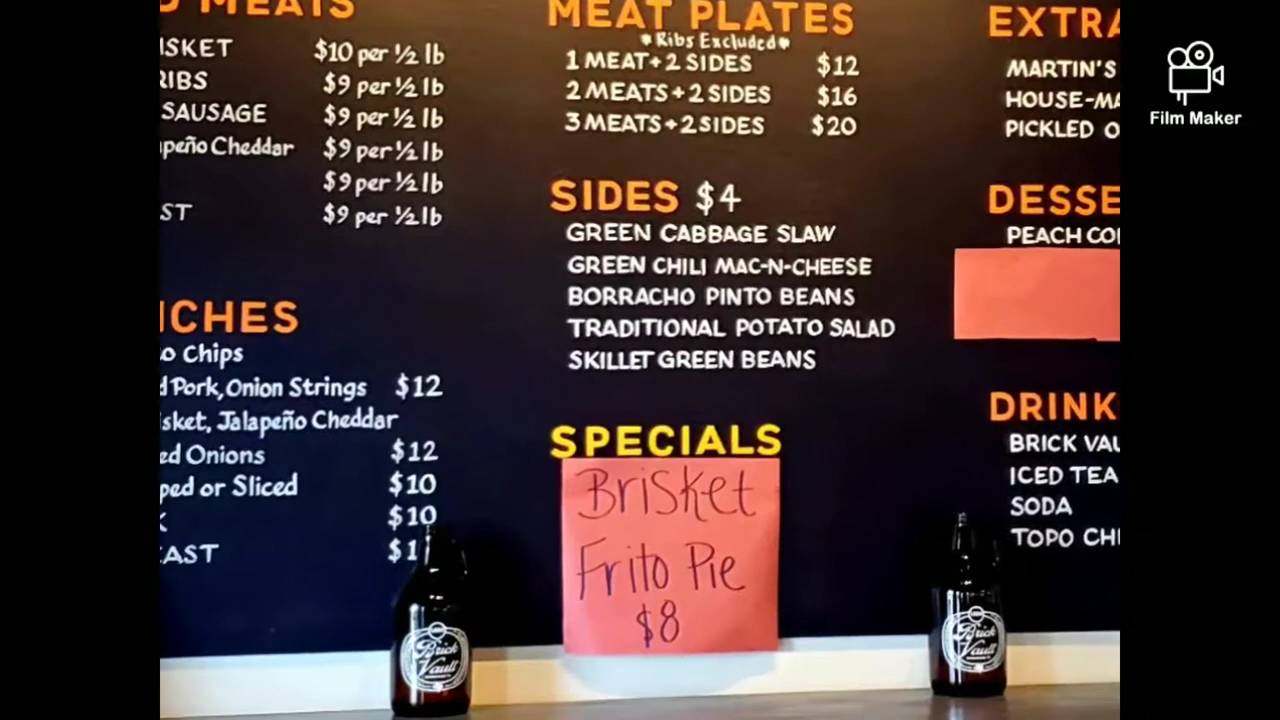 MEATS
ISKET $10 per ½ lb
RIBS $9 per ½ lb
SAUSAGE $9 per ½ lb
peño Cheddar $9 per ½ lb
$9 per ½ lb
ST $9 per ½ lb
ICHES
o Chips
d Pork, Onion Strings $12
sket, Jalapeño Cheddar
ed Onions $12
ped or Sliced $10
$10
EAST $1
MEAT PLATES
*Ribs Excluded*
1 MEAT + 2 SIDES $12
2 MEATS + 2 SIDES $16
3 MEATS + 2 SIDES $20
SIDES $4
GREEN CABBAGE SLAW
GREEN CHILI MAC-N-CHEESE
BORRACHO PINTO BEANS
TRADITIONAL POTATO SALAD
SKILLET GREEN BEANS
SPECIALS
Brisket
Frito Pie
$8
EXTRA
MARTIN'S
HOUSE-MA
PICKLED O
DESSE
PEACH CO
DRINK
BRICK VAU
ICED TEA
SODA
TOPO CHI
Brick
Vault
Brick
Vault
Film Maker